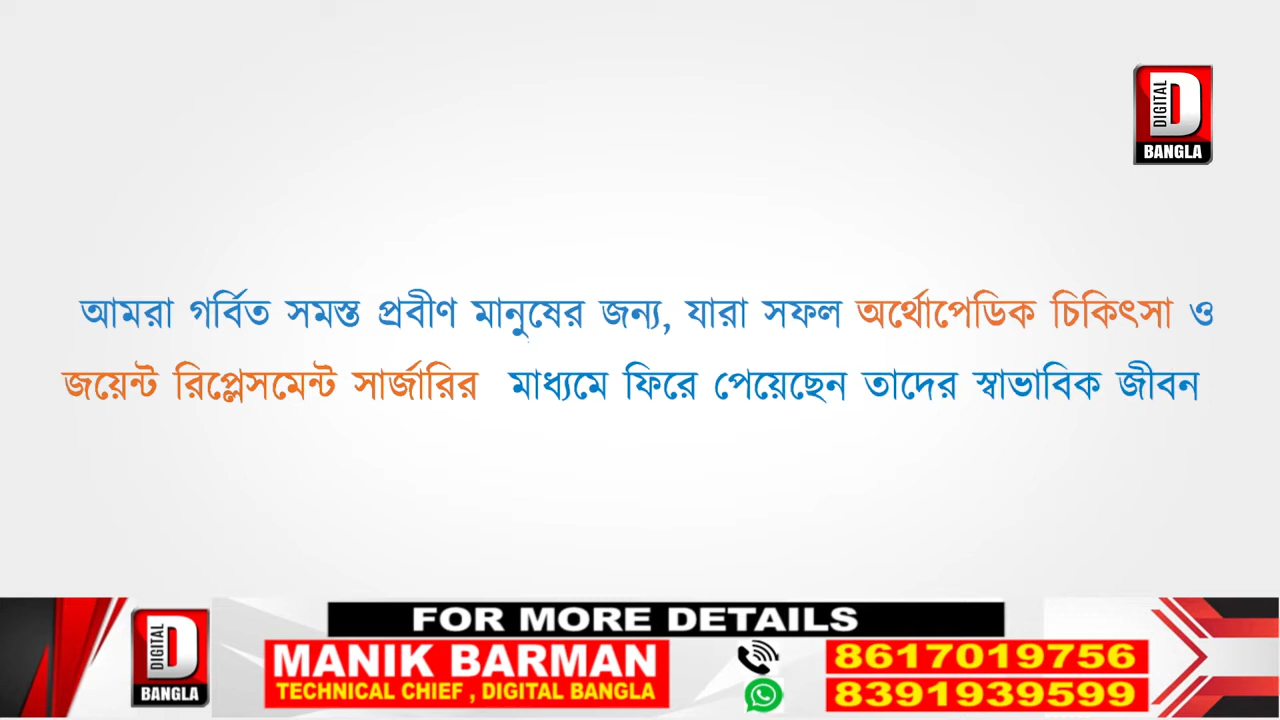 DIGITAL
D
BANGLA
আমরা গর্বিত সমস্ত প্রবীণ মানুষের জন্য, যারা সফল অর্থোপেডিক চিকিৎসা ও
জয়েন্ট রিপ্লেসমেন্ট সার্জারির মাধ্যমে ফিরে পেয়েছেন তাদের স্বাভাবিক জীবন
DIGITAL
D
BANGLA
FOR MORE DETAILS
MANIK BARMAN
TECHNICAL CHIEF , DIGITAL BANGLA
8617019756
8391939599